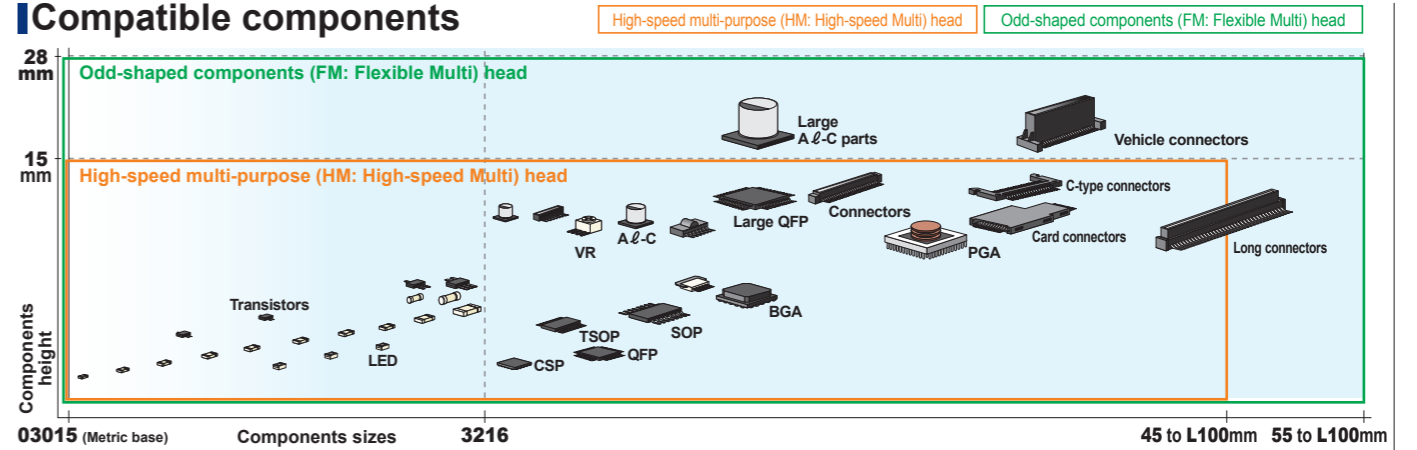 Compatible components
High-speed multi-purpose (HM: High-speed Multi) head
Odd-shaped components (FM: Flexible Multi) head
28
mm
Odd-shaped components (FM: Flexible Multi) head
Large
Aℓ-C parts
Vehicle connectors
15
mm
High-speed multi-purpose (HM: High-speed Multi) head
C-type connectors
Connectors
Large QFP
Card connectors
Aℓ-C
VR
PGA
Long connectors
Transistors
BGA
SOP
TSOP
QFP
LED
CSP
Components
height
03015 (Metric base)
Components sizes
3216
45 to L100mm
55 to L100mm